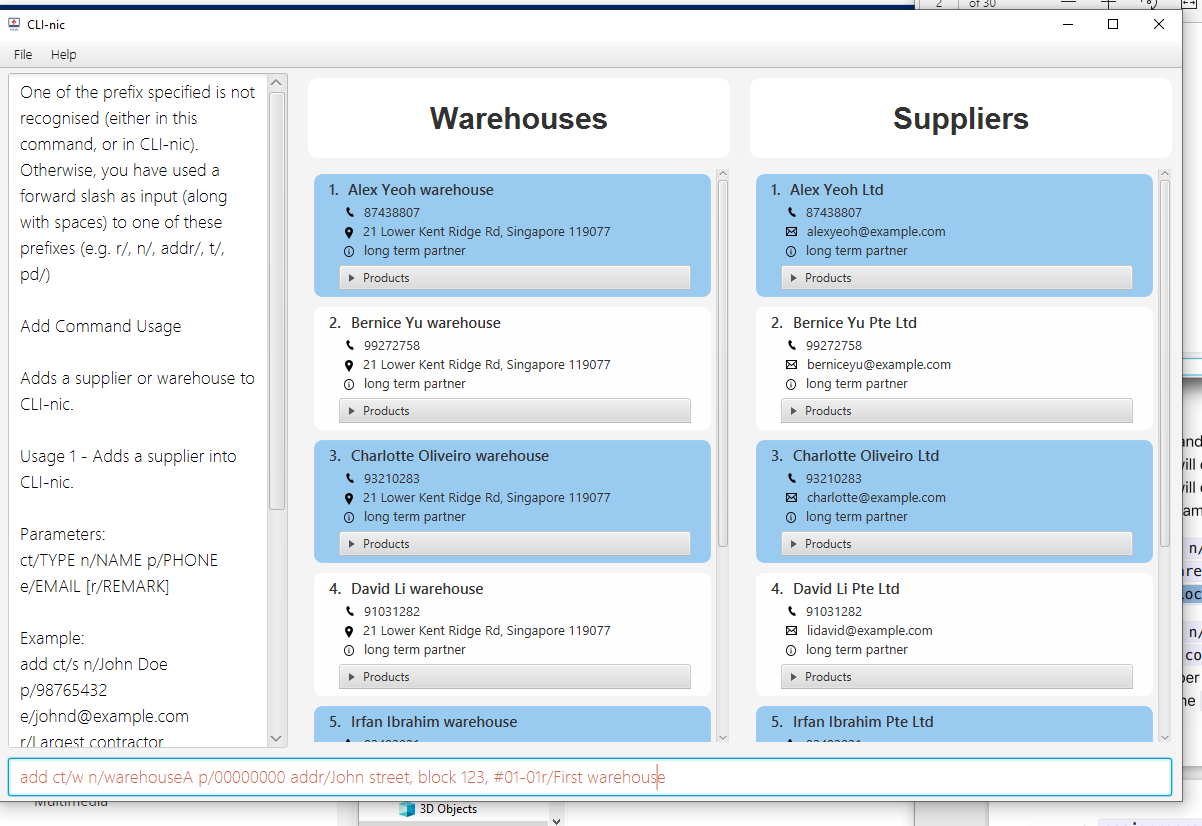 2 of 30
CLI-nic
File Help
One of the prefix specified is not
recognised (either in this
command, or in CLI-nic).
Otherwise, you have used a
forward slash as input (along
with spaces) to one of these
prefixes (e.g. r/, n/, addr/, t/,
pd/)
Add Command Usage
Adds a supplier or warehouse to
CLI-nic.
Usage 1 - Adds a supplier into
CLI-nic.
Parameters:
ct/TYPE n/NAME p/PHONE
e/EMAIL [r/REMARK]
Example:
add ct/s n/John Doe
p/98765432
e/johnd@example.com
r/Largest contractor
Warehouses
1. Alex Yeoh warehouse
87438807
21 Lower Kent Ridge Rd, Singapore 119077
long term partner
Products
2. Bernice Yu warehouse
99272758
21 Lower Kent Ridge Rd, Singapore 119077
long term partner
Products
3. Charlotte Oliveiro warehouse
93210283
21 Lower Kent Ridge Rd, Singapore 119077
long term partner
Products
4. David Li warehouse
91031282
21 Lower Kent Ridge Rd, Singapore 119077
long term partner
Products
5. Irfan Ibrahim warehouse
Suppliers
1. Alex Yeoh Ltd
87438807
alexyeoh@example.com
long term partner
Products
2. Bernice Yu Pte Ltd
99272758
berniceyu@example.com
long term partner
Products
3. Charlotte Oliveiro Ltd
93210283
charlotte@example.com
long term partner
Products
4. David Li Pte Ltd
91031282
lidavid@example.com
long term partner
Products
5. Irfan Ibrahim Pte Ltd
add ct/w n/warehouseA p/00000000 addr/John street, block 123, #01-01r/First warehouse
Multimedia
3D Objects